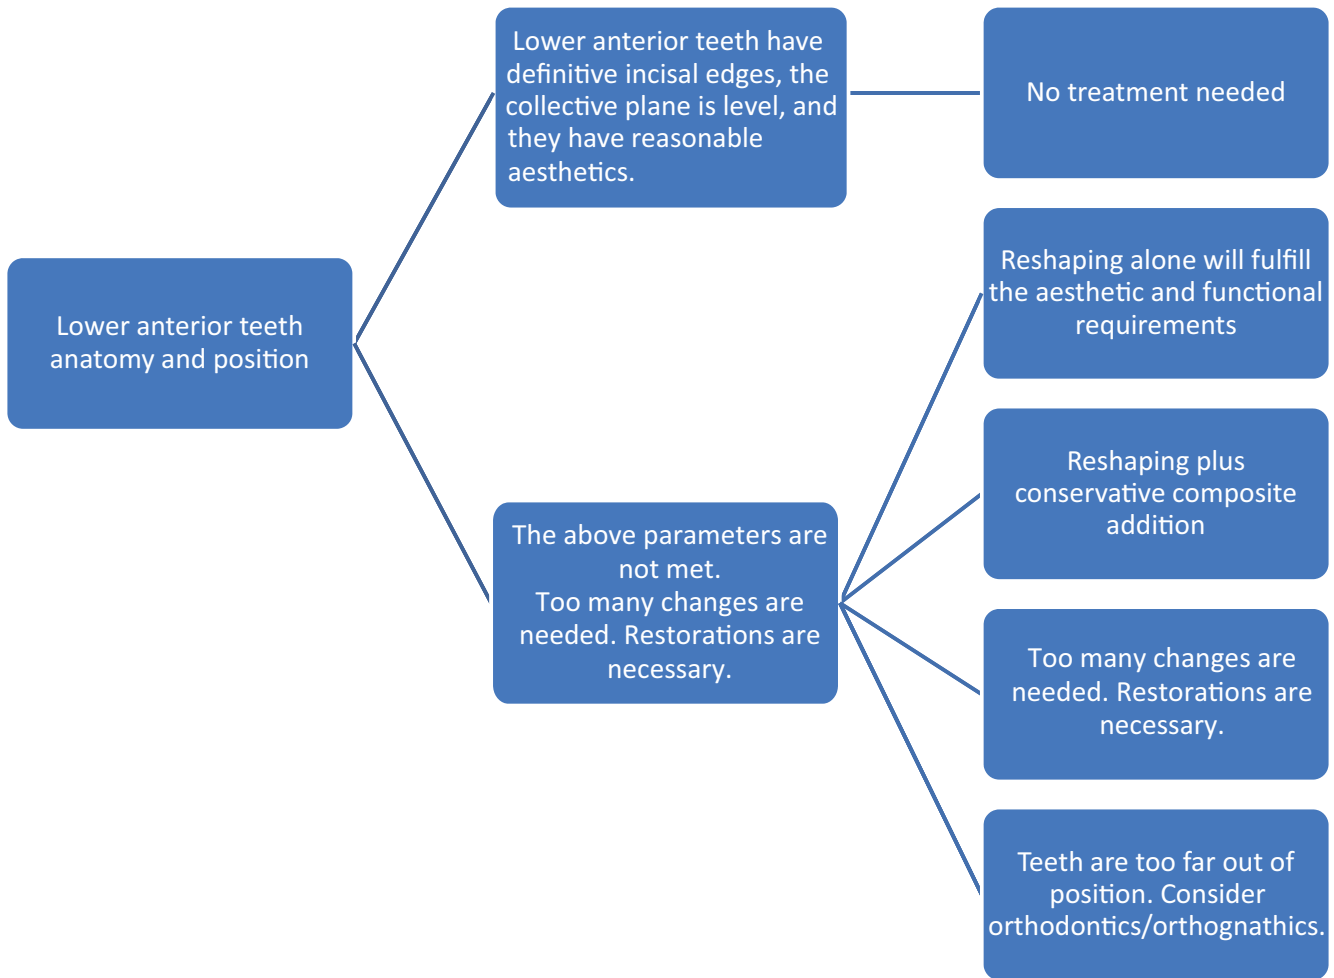 Lower anterior teeth
anatomy and position
Lower anterior teeth have
definitive incisal edges, the
collective plane is level, and
they have reasonable
aesthetics.
No treatment needed
The above parameters are
not met.
Too many changes are
needed. Restorations are
necessary.
Reshaping alone will fulfill
the aesthetic and functional
requirements
Reshaping plus
conservative composite
addition
Too many changes are
needed. Restorations are
necessary.
Teeth are too far out of
position. Consider
orthodontics/orthognathics.